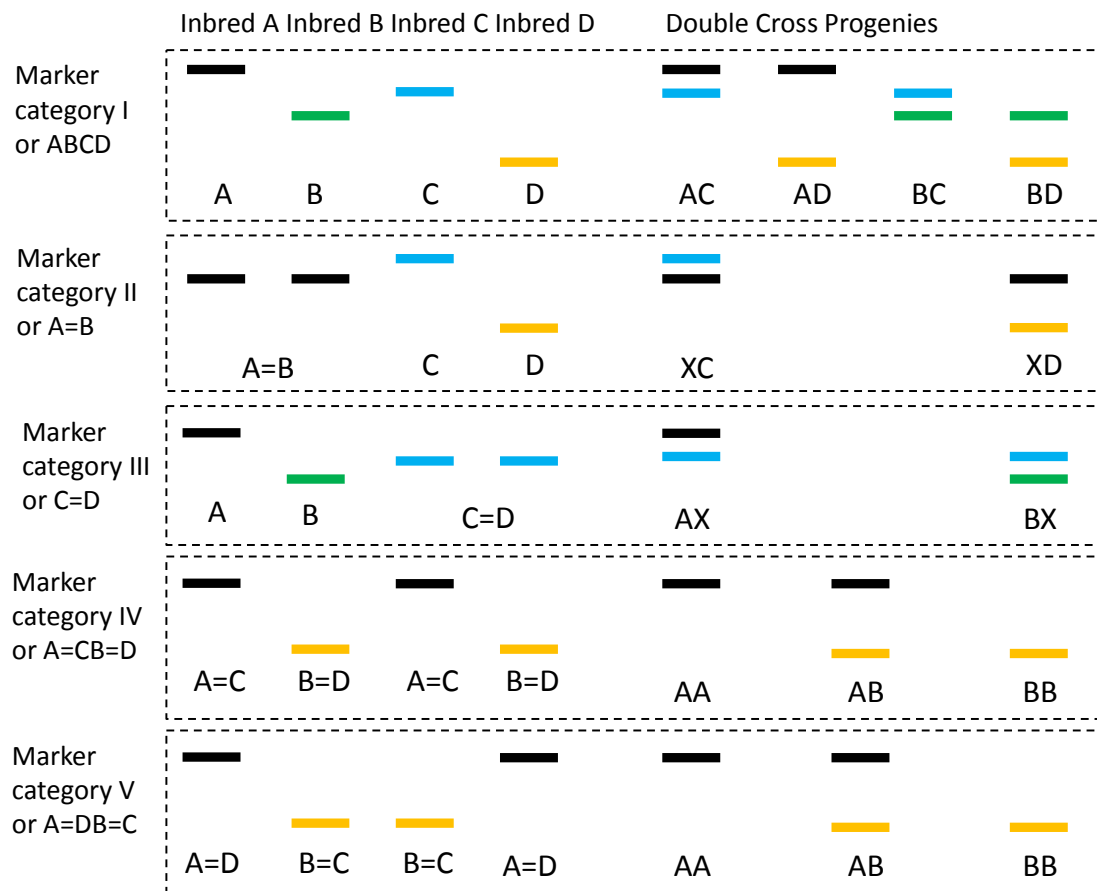 Inbred A Inbred B Inbred C Inbred D Double Cross Progenies
Marker
category I
or ABCD
A B C D AC AD BC BD
Marker
category II
or A=B
A=B C D XC XD
Marker
category III
or C=D
A B C=D AX BX
Marker
category IV
or A=CB=D
A=C B=D A=C B=D AA AB BB
Marker
category V
or A=DB=C
A=D B=C B=C A=D AA AB BB